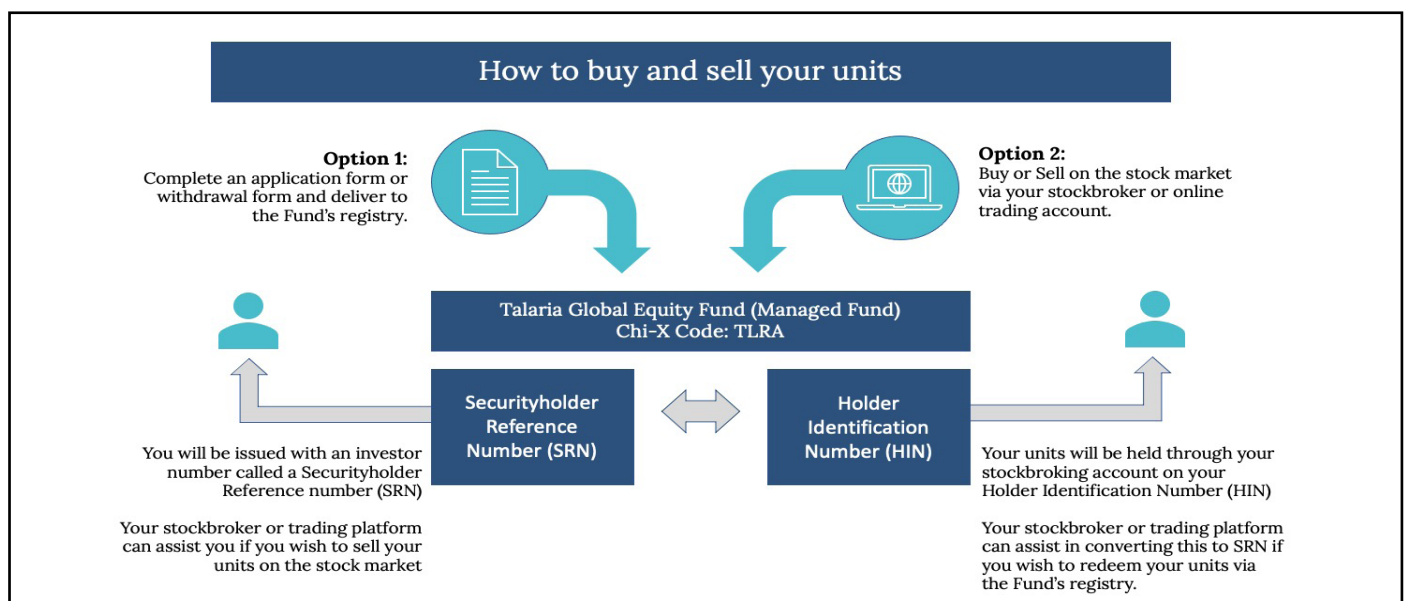 How to buy and sell your units
Option 1:
Complete an application form or
withdrawal form and deliver to
the Fund's registry.
Option 2:
Buy or Sell on the stock market
via your stockbroker or online
trading account.
Talaria Global Equity Fund (Managed Fund)
Chi-X Code: TLRA
Securityholder
Reference
Number (SRN)
Holder
Identification
Number (HIN)
You will be issued with an investor
number called a Securityholder
Reference number (SRN)
Your stockbroker or trading platform
can assist you if you wish to sell your
units on the stock market
Your units will be held through your
stockbroking account on your
Holder Identification Number (HIN)
Your stockbroker or trading platform
can assist in converting this to SRN if
you wish to redeem your units via
the Fund's registry.